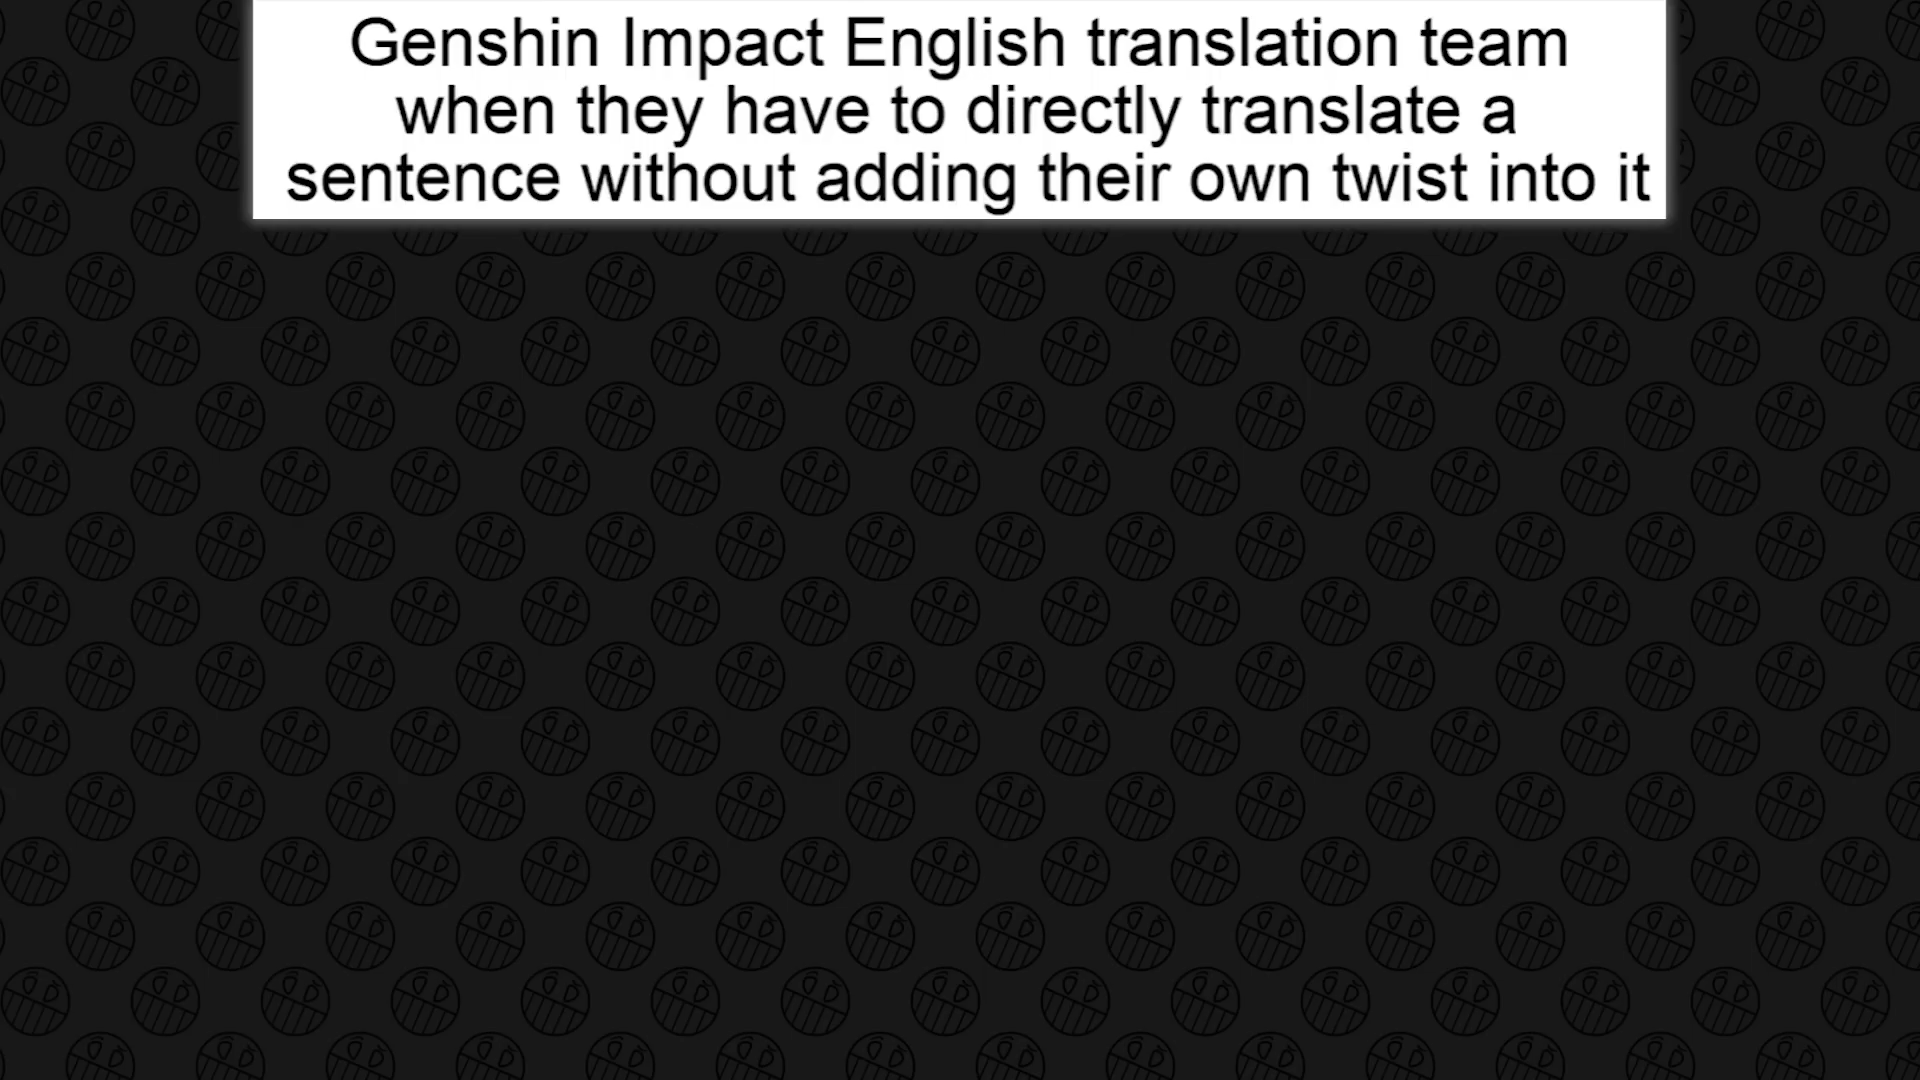 Genshin Impact English translation team
when they have to directly translate a
sentence without adding their own twist into it